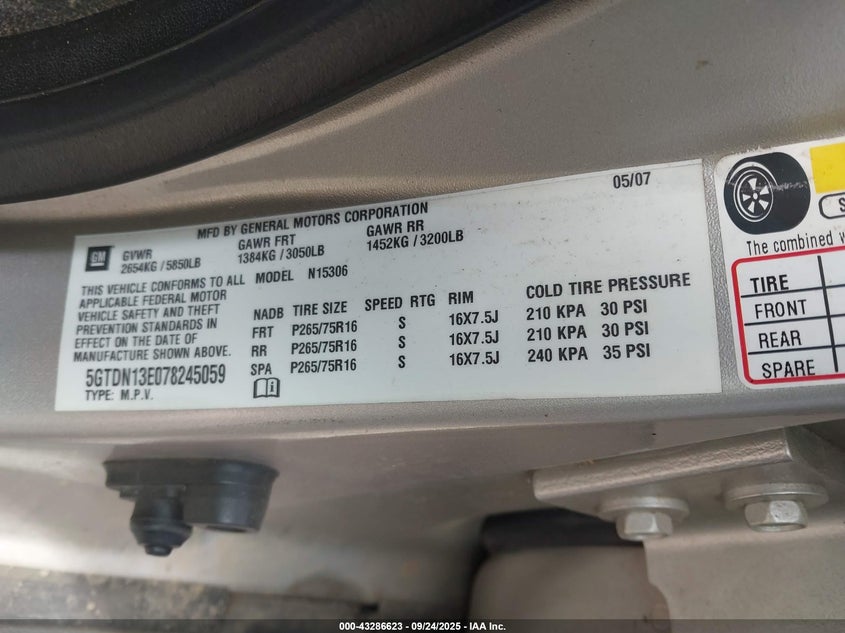 05/07
MFD BY GENERAL MOTORS CORPORATION
GM
GVWR GAWR FRT GAWR RR
2654KG / 5850LB 1384KG / 3050LB 1452KG / 3200LB
THIS VEHICLE CONFORMS TO ALL
APPLICABLE FEDERAL MOTOR
VEHICLE SAFETY AND THEFT
PREVENTION STANDARDS IN
EFFECT ON THE DATE OF
MANUFACTURE SHOWN ABOVE.
5GTDN13E078245059
TYPE: M.P.V.
MODEL N15306
NADB TIRE SIZE SPEED RTG RIM COLD TIRE PRESSURE
FRT P265/75R16 S 16X7.5J 210 KPA 30 PSI
RR P265/75R16 S 16X7.5J 210 KPA 30 PSI
SPA P265/75R16 S 16X7.5J 240 KPA 35 PSI
The combined
TIRE
FRONT
REAR
SPARE
000-43286623 - 09/24/2025 - IAA Inc.